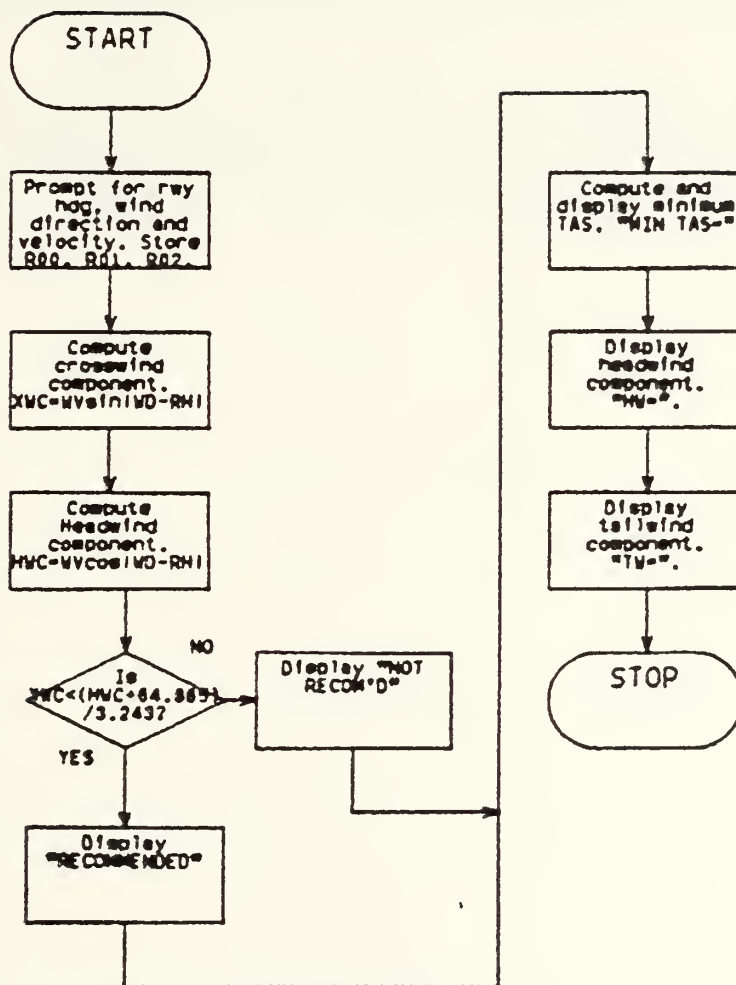 START
Prompt for rwy
hdg, wind
direction and
velocity. Store
R00, R01, R02.
Compute
crosswind
component.
XWC=WVsin|WD-RH|
Compute
Headwind
component.
HWC=WVcos|WD-RH|
Is
XWC<(HWC+64.865)
/3.243?
NO
YES
Display "NOT
RECOM'D"
Display
"RECOMMENDED"
Compute and
display minimum
TAS. "MIN TAS="
Display
headwind
component.
"HW=".
Display
tailwind
component.
"TW=".
STOP